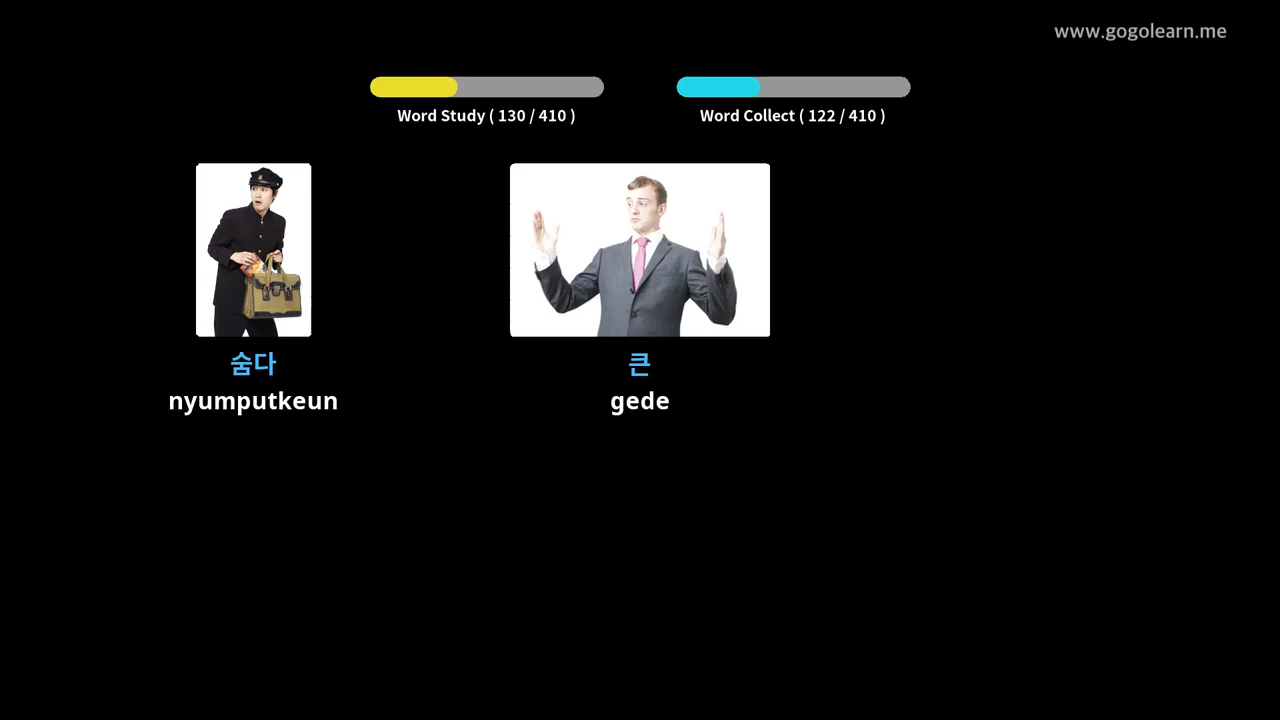 www.gogolearn.me
Word Study ( 130 / 410 )
Word Collect ( 122 / 410 )
숨다
nyumputkeun
큰
gede